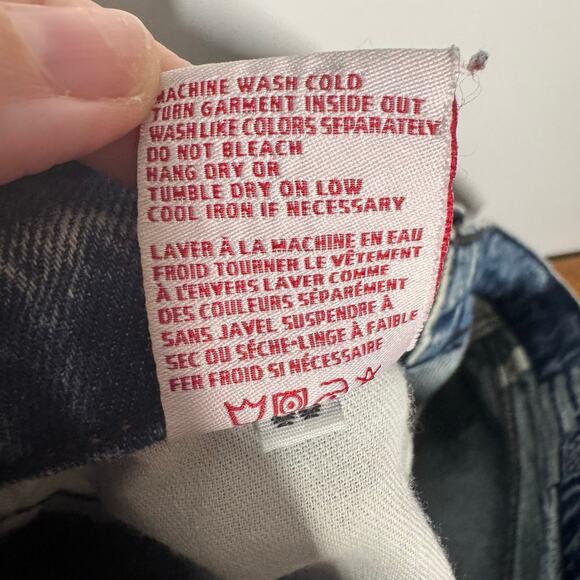 MACHINE WASH COLD
TURN GARMENT INSIDE OUT
WASH LIKE COLORS SEPARATELY
DO NOT BLEACH
HANG DRY OR
TUMBLE DRY ON LOW
COOL IRON IF NECESSARY
LAVER À LA MACHINE EN EAU
FROID TOURNER LE VÊTEMENT
À L'ENVERS LAVER COMME
DES COULEURS SÉPARÉMENT
SANS JAVEL SUSPENDRE À
SEC OU SÈCHE-LINGE À FAIBLE
FER FROID SI NÉCESSAIRE